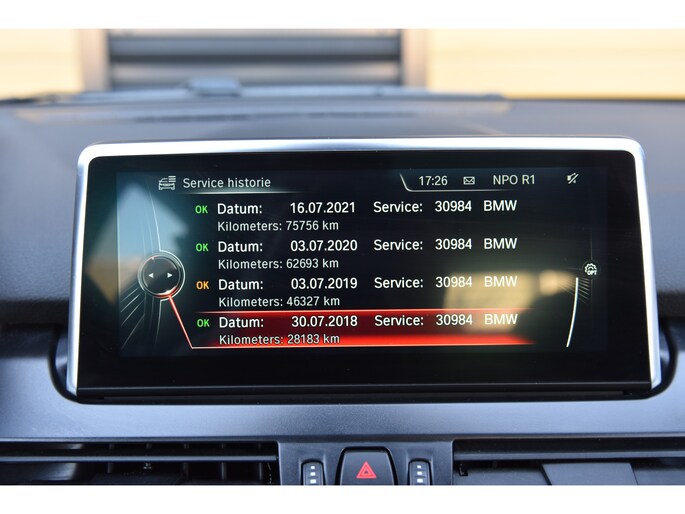 Service historie 17:26 NPO R1
OK Datum: 16.07.2021 Service: 30984 BMW
Kilometers: 75756 km
OK Datum: 03.07.2020 Service: 30984 BMW
Kilometers: 62693 km
OK Datum: 03.07.2019 Service: 30984 BMW
Kilometers: 46327 km
OK Datum: 30.07.2018 Service: 30984 BMW
Kilometers: 28183 km